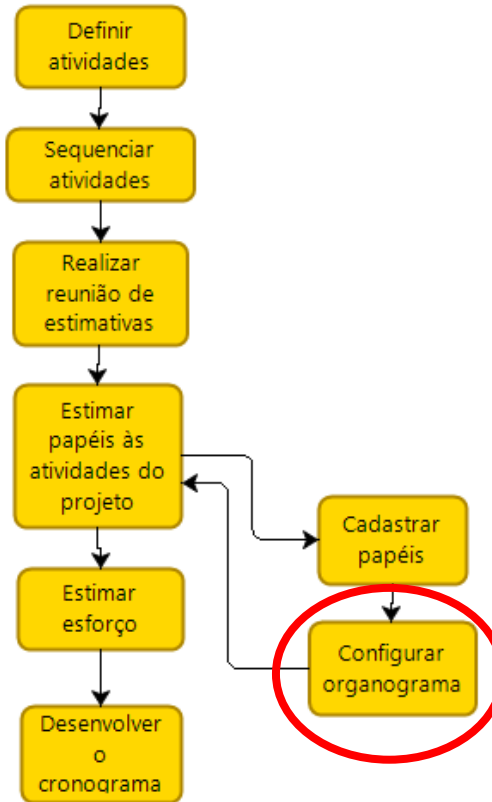 Definir
atividades
Sequenciar
atividades
Realizar
reunião de
estimativas
Estimar
papéis às
atividades do
projeto
Cadastrar
papéis
Estimar
esforço
Configurar
organograma
Desenvolver
o
cronograma